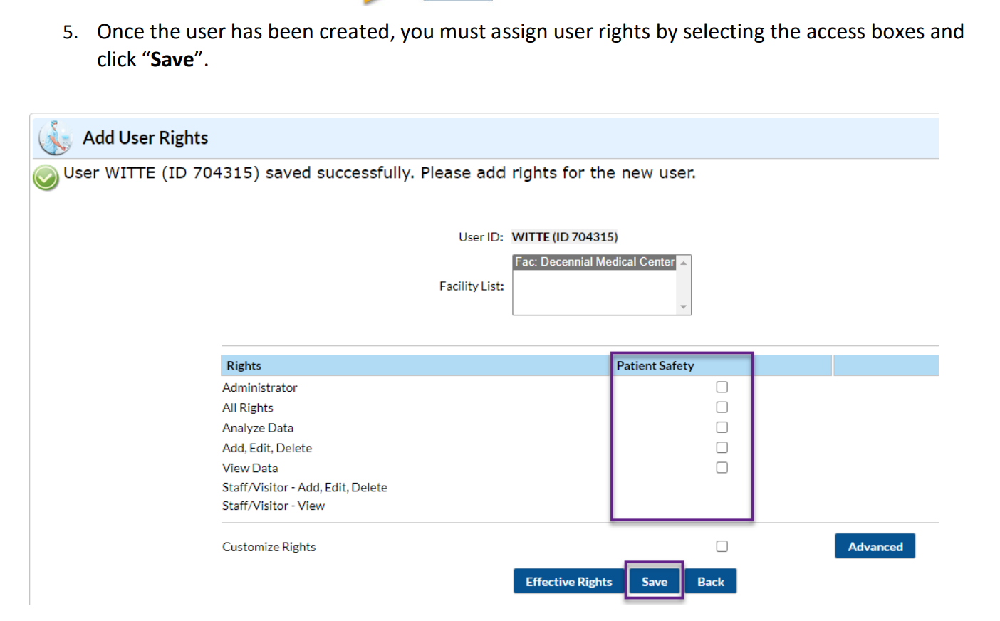 5. Once the user has been created, you must assign user rights by selecting the access boxes and
click “Save”.
Add User Rights
User WITTE (ID 704315) saved successfully. Please add rights for the new user.
User ID: WITTE (ID 704315)
Fac: Decennial Medical Center
Facility List:
Rights Patient Safety
Administrator
All Rights
Analyze Data
Add, Edit, Delete
View Data
Staff/Visitor - Add, Edit, Delete
Staff/Visitor - View
Customize Rights Advanced
Effective Rights Save Back